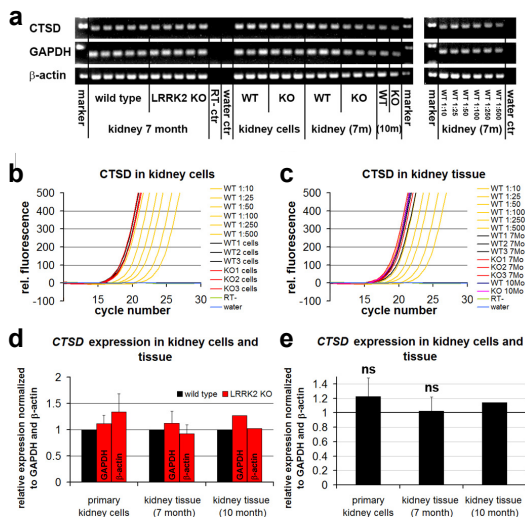 a
CTSD
GAPDH
β-actin
marker
wild type
LRRK2 KO
RT- ctr
water ctr
WT
KO
WT
KO
WT
KO
marker
kidney 7 month
kidney cells
kidney (7m)
(10m)
marker
WT 1:10
WT 1:25
WT 1:50
WT 1:100
WT 1:250
WT 1:500
water ctr
kidney (7m)
b
CTSD in kidney cells
rel. fluorescence
500
400
300
200
100
0
-100
10
15
20
25
30
cycle number
WT 1:10
WT 1:25
WT 1:50
WT 1:100
WT 1:250
WT 1:500
WT1 cells
WT2 cells
WT3 cells
KO1 cells
KO2 cells
KO3 cells
RT-
water
c
CTSD in kidney tissue
rel. fluorescence
500
400
300
200
100
0
-100
10
15
20
25
30
cycle number
WT 1:10
WT 1:25
WT 1:50
WT 1:100
WT 1:250
WT 1:500
WT1 7Mo
WT2 7Mo
WT3 7Mo
KO1 7Mo
KO2 7Mo
KO3 7Mo
WT 10Mo
KO 10Mo
RT-
water
d
CTSD expression in kidney cells and
tissue
relative expression normalized
to GAPDH and β-actin
2
1.5
1
0.5
0
wild type
LRRK2 KO
GAPDH
β-actin
GAPDH
β-actin
GAPDH
β-actin
primary
kidney cells
kidney tissue
(7 month)
kidney tissue
(10 month)
e
CTSD expression in kidney cells and
tissue
relative expression normalized
to GAPDH and β-actin
1.4
1.2
1
0.8
0.6
0.4
0.2
0
ns
ns
primary
kidney cells
kidney tissue
(7 month)
kidney tissue
(10 month)